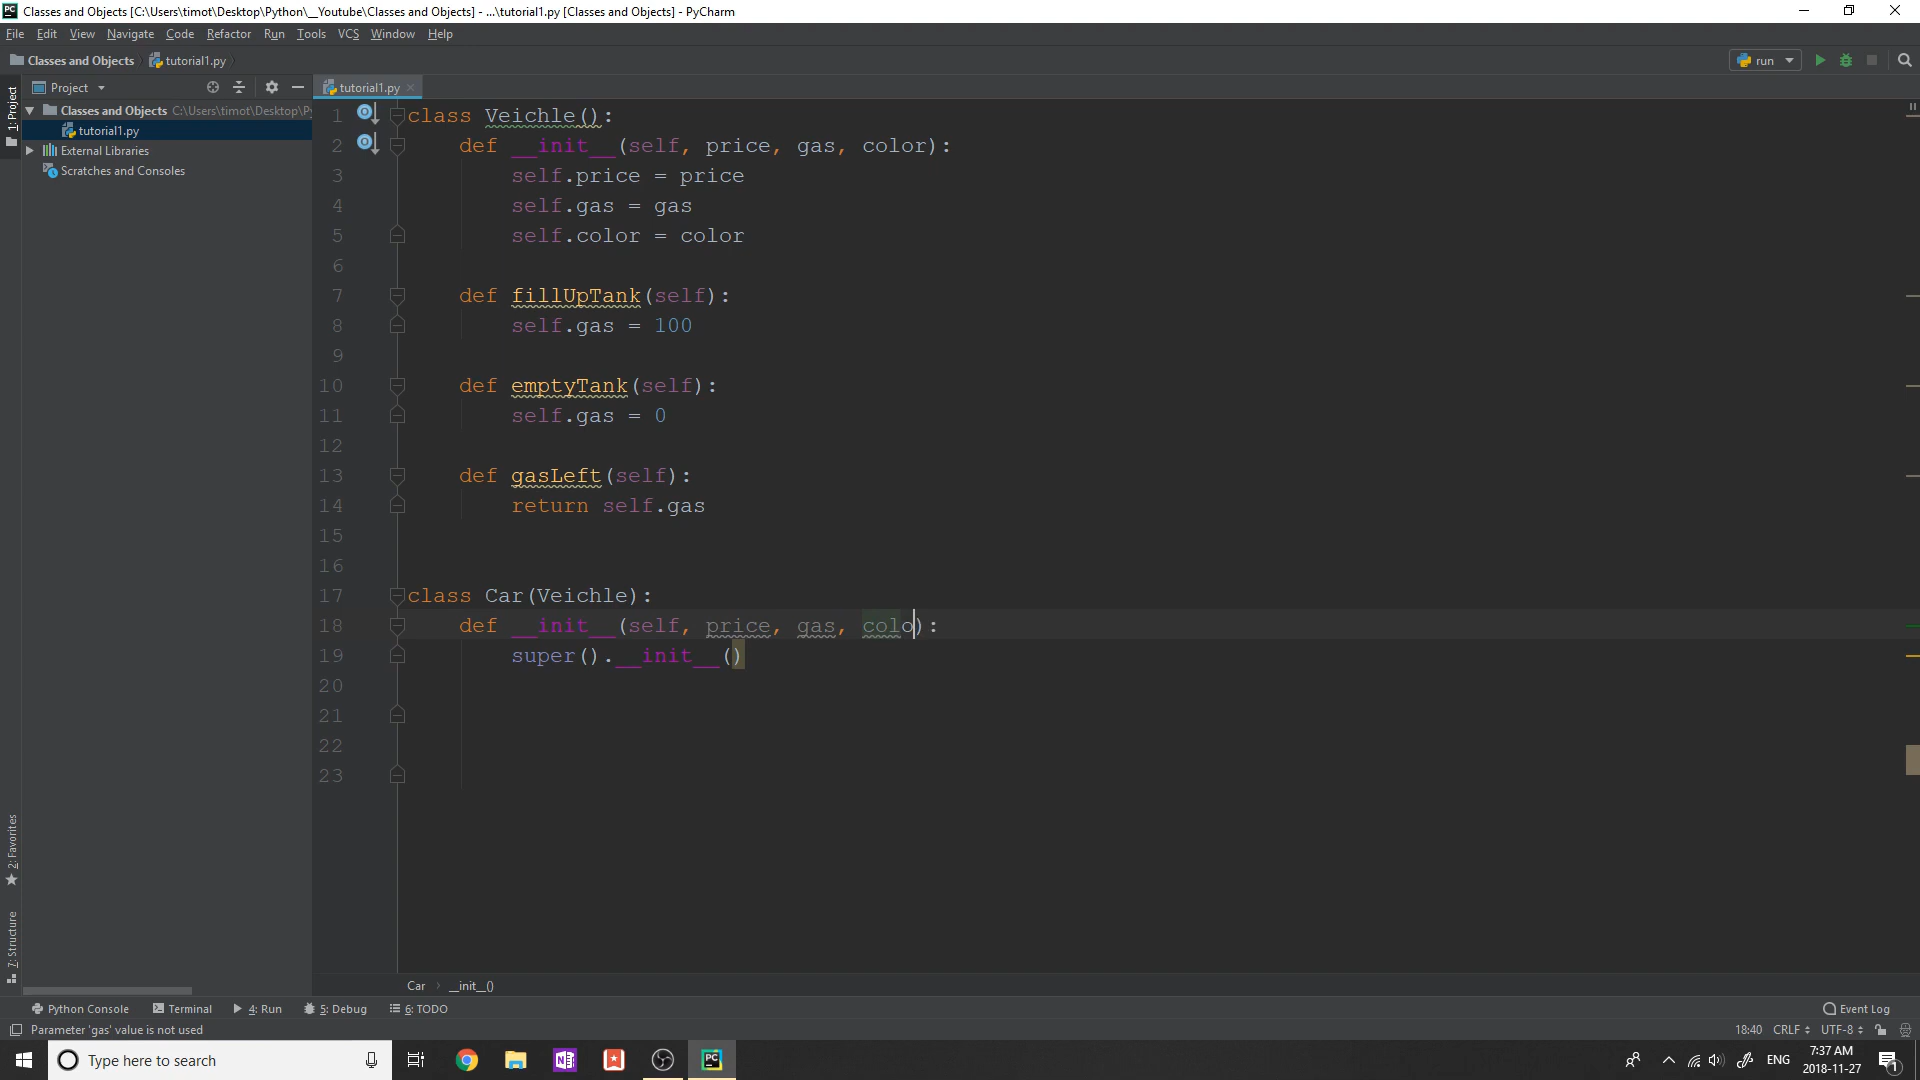 Classes and Objects [C:\Users\timot\Desktop\Python\__Youtube\Classes and Objects] - ...\tutorial1.py [Classes and Objects] - PyCharm
File Edit View Navigate Code Refactor Run Tools VCS Window Help
Classes and Objects tutorial1.py run
Project tutorial1.py
1: Project
Classes and Objects C:\Users\timot\Desktop\Py
tutorial1.py
External Libraries
Scratches and Consoles
1 class Veichle():
2 def __init__(self, price, gas, color):
3 self.price = price
4 self.gas = gas
5 self.color = color
6
7 def fillUpTank(self):
8 self.gas = 100
9
10 def emptyTank(self):
11 self.gas = 0
12
13 def gasLeft(self):
14 return self.gas
15
16
17 class Car(Veichle):
18 def __init__(self, price, gas, colo):
19 super().__init__()
20
21
22
23
2: Favorites
7: Structure
Car › __init__()
Python Console Terminal 4: Run 5: Debug 6: TODO Event Log
Parameter 'gas' value is not used 18:40 CRLF UTF-8
Type here to search ENG 7:37 AM
2018-11-27 1